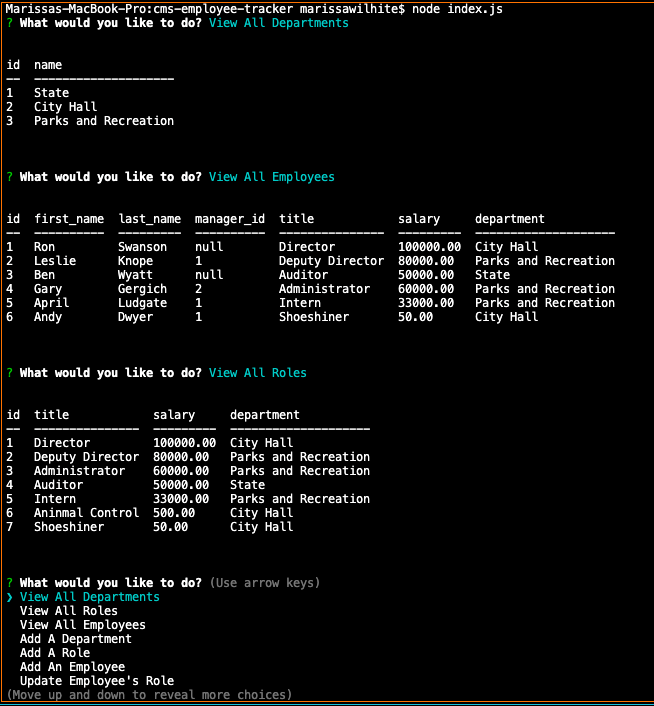 Marissas-MacBook-Pro:cms-employee-tracker marissawilhite$ node index.js
? What would you like to do? View All Departments
id  name
--  --------------------
1   State
2   City Hall
3   Parks and Recreation
? What would you like to do? View All Employees
id  first_name  last_name  manager_id  title            salary     department
--  ----------  ---------  ----------  ---------------  ---------  --------------------
1   Ron         Swanson    null        Director         100000.00  City Hall
2   Leslie      Knope      1           Deputy Director  80000.00   Parks and Recreation
3   Ben         Wyatt      null        Auditor          50000.00   State
4   Gary        Gergich    2           Administrator    60000.00   Parks and Recreation
5   April       Ludgate    1           Intern           33000.00   Parks and Recreation
6   Andy        Dwyer      1           Shoeshiner       50.00      City Hall
? What would you like to do? View All Roles
id  title            salary     department
--  ---------------  ---------  --------------------
1   Director         100000.00  City Hall
2   Deputy Director  80000.00   Parks and Recreation
3   Administrator    60000.00   Parks and Recreation
4   Auditor          50000.00   State
5   Intern           33000.00   Parks and Recreation
6   Aninmal Control  500.00     City Hall
7   Shoeshiner       50.00      City Hall
? What would you like to do? (Use arrow keys)
❯ View All Departments
  View All Roles
  View All Employees
  Add A Department
  Add A Role
  Add An Employee
  Update Employee's Role
(Move up and down to reveal more choices)